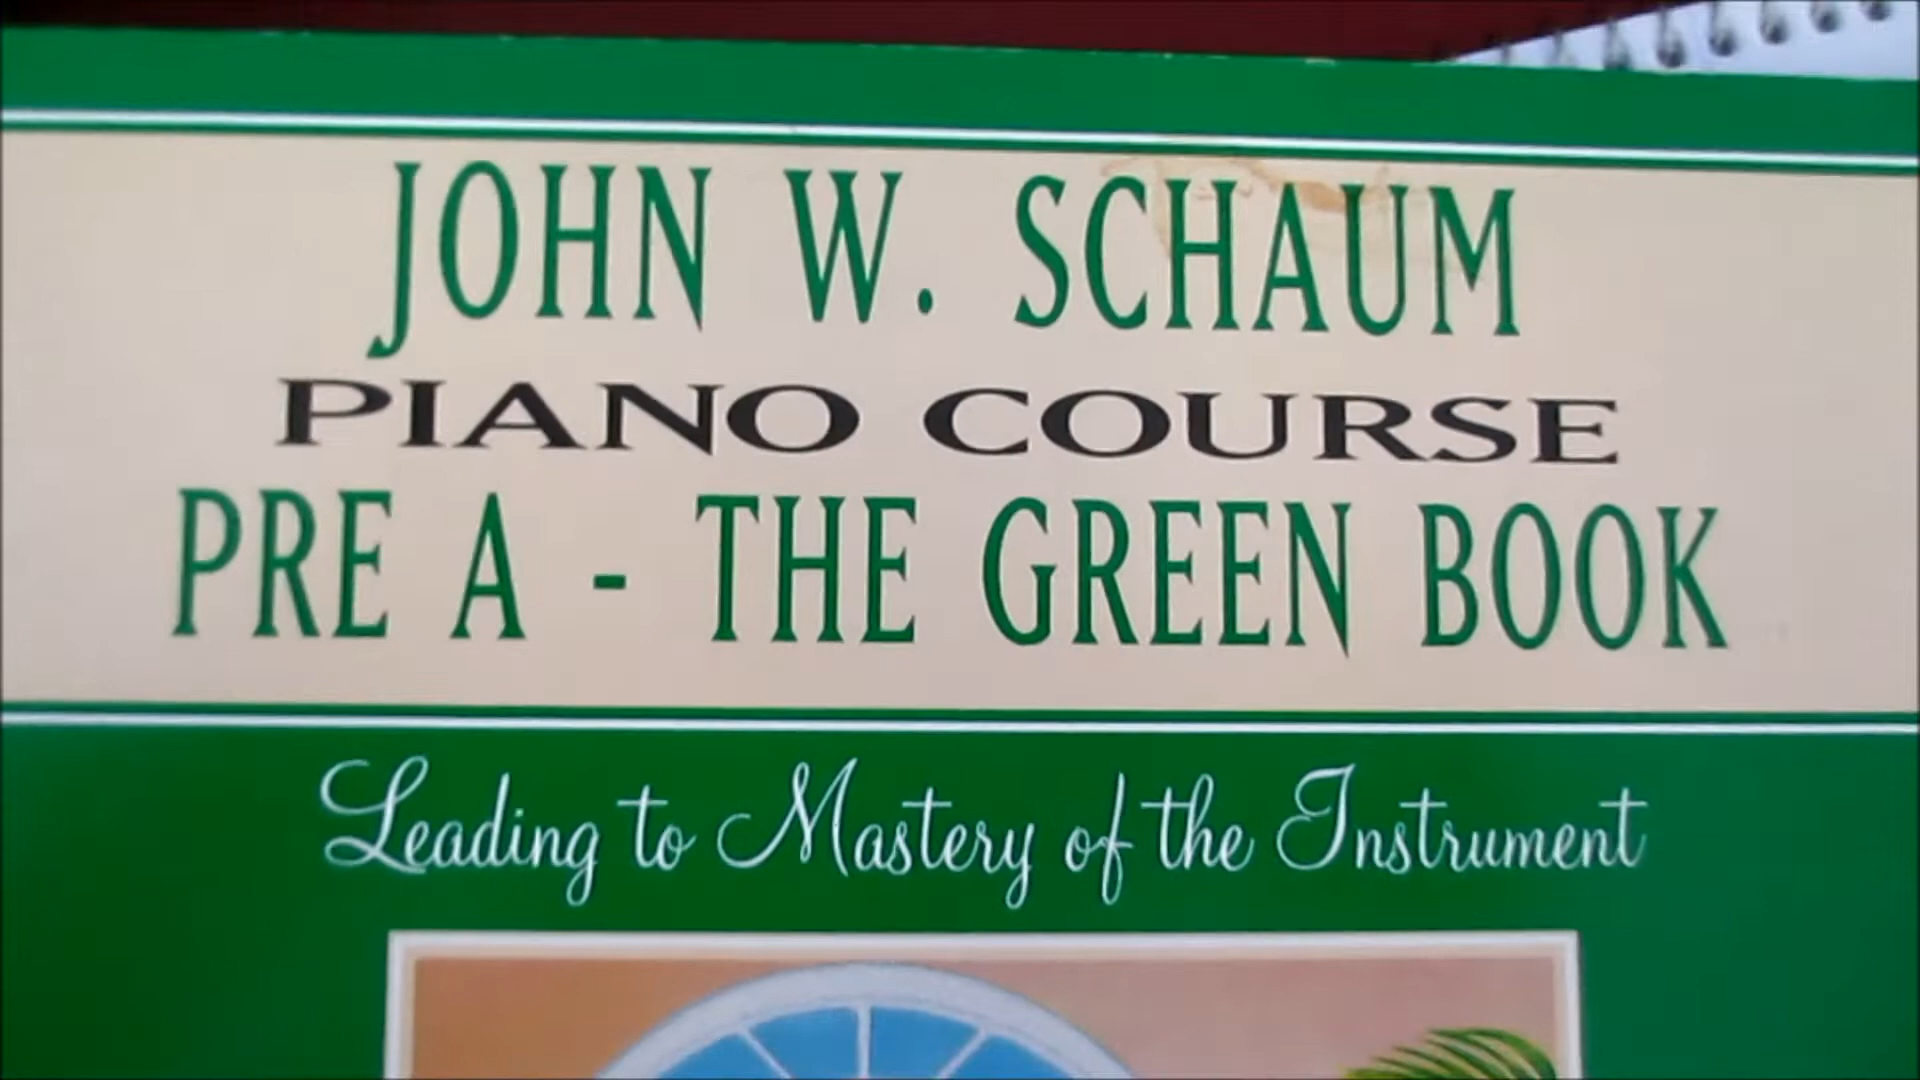 JOHN W. SCHAUM
PIANO COURSE
PRE A - THE GREEN BOOK
Leading to Mastery of the Instrument